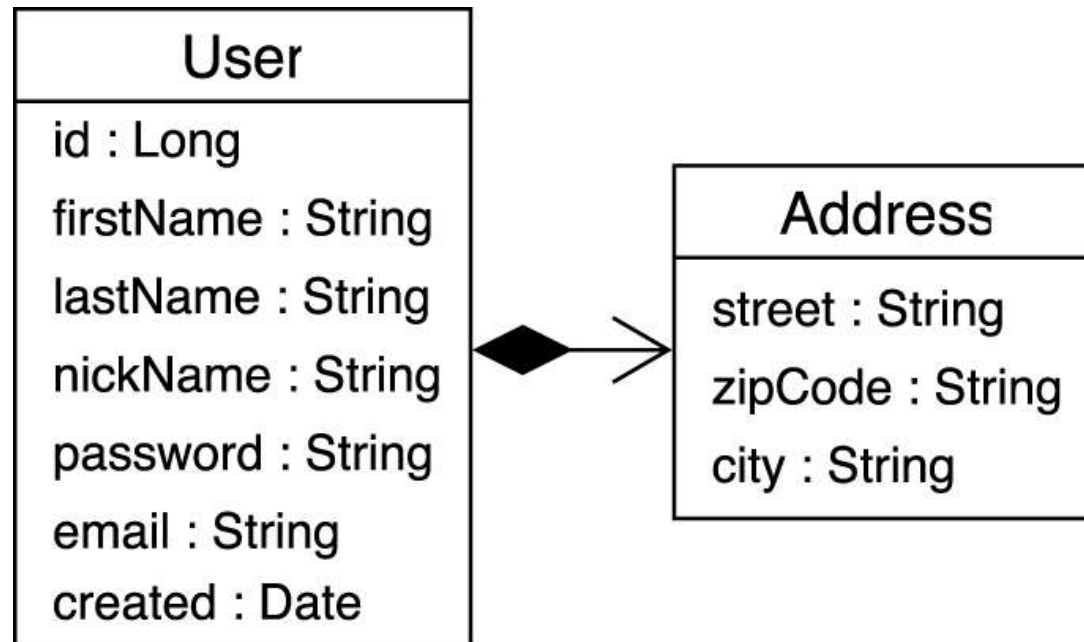 User
id : Long
firstName : String
lastName : String
nickName : String
password : String
email : String
created : Date
Address
street : String
zipCode : String
city : String